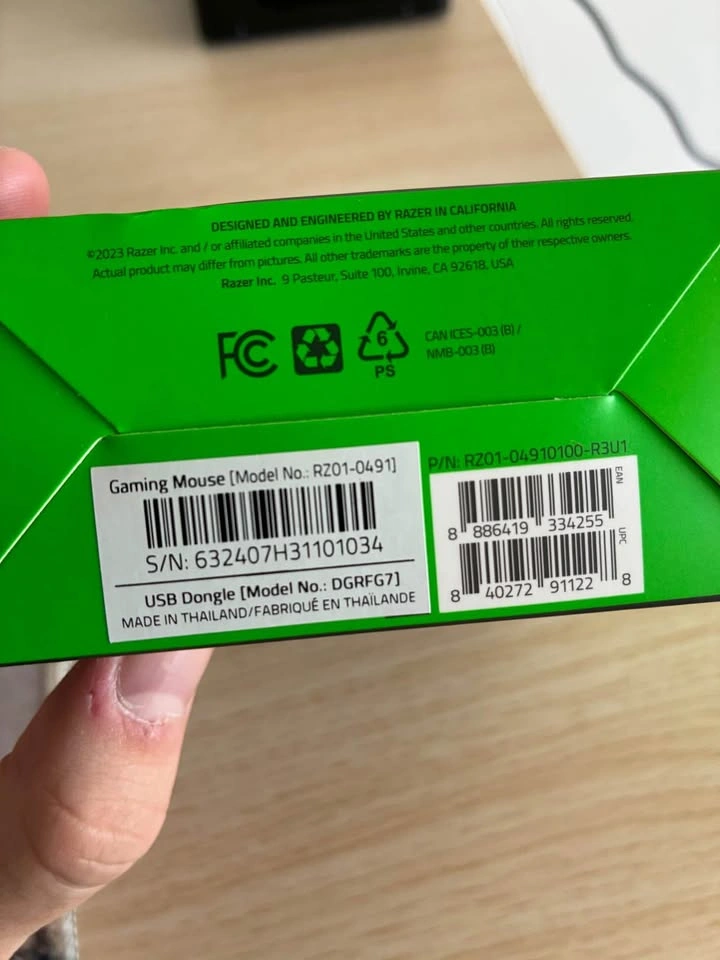 DESIGNED AND ENGINEERED BY RAZER IN CALIFORNIA
©2023 Razer Inc. and / or affiliated companies in the United States and other countries. All rights reserved.
Actual product may differ from pictures. All other trademarks are the property of their respective owners.
Razer Inc. 9 Pasteur, Suite 100, Irvine, CA 92618, USA
FC
6
PS
CAN ICES-003 (B) /
NMB-003 (B)
Gaming Mouse [Model No.: RZ01-0491]
S/N: 632407H31101034
USB Dongle [Model No.: DGRFG7]
MADE IN THAILAND/FABRIQUÉ EN THAÏLANDE
P/N: RZ01-04910100-R3U1
EAN
8 886419 334255
UPC
8 40272 91122 8